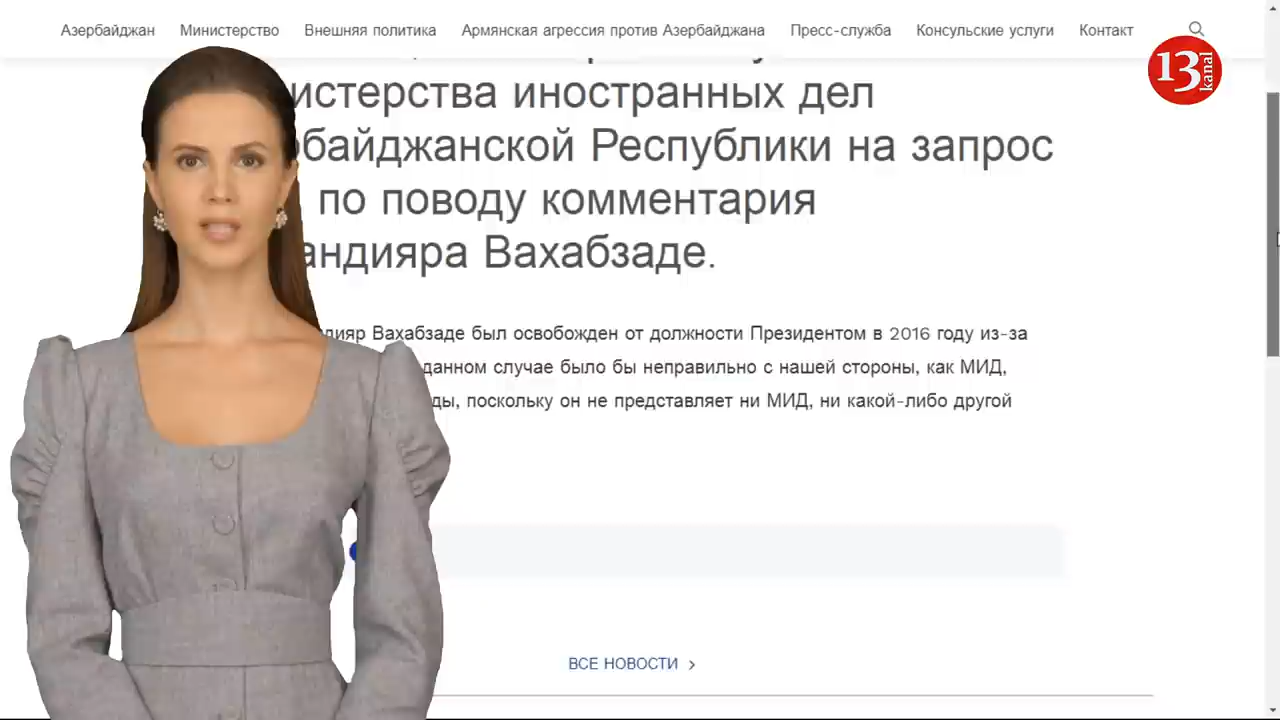 Азербайджан Министерство Внешняя политика Армянская агрессия против Азербайджана Пресс-служба Консульские услуги Контакт
13 kanal
истерства иностранных дел
байджанской Республики на запрос
по поводу комментария
андияра Вахабзаде.
дияр Вахабзаде был освобожден от должности Президентом в 2016 году из-за
данном случае было бы неправильно с нашей стороны, как МИД,
ды, поскольку он не представляет ни МИД, ни какой-либо другой
ВСЕ НОВОСТИ